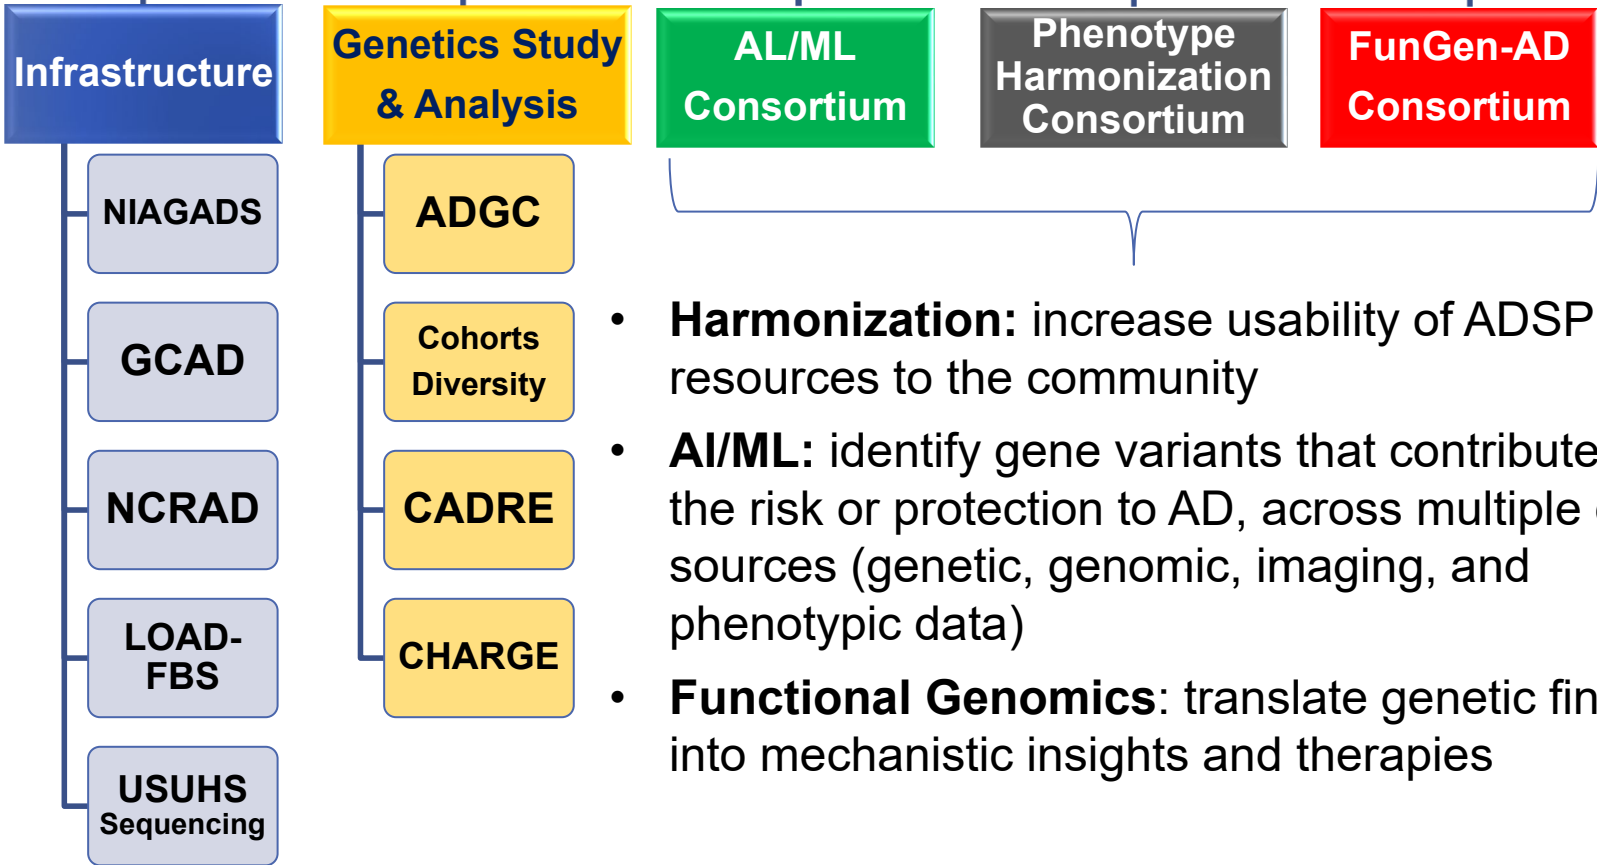 Infrastructure
Genetics Study
& Analysis
AL/ML
Consortium
Phenotype
Harmonization
Consortium
FunGen-AD
Consortium
NIAGADS
GCAD
NCRAD
LOAD-
FBS
USUHS
Sequencing
ADGC
Cohorts
Diversity
CADRE
CHARGE
• Harmonization: increase usability of ADSP
resources to the community
• AI/ML: identify gene variants that contribute
the risk or protection to AD, across multiple
sources (genetic, genomic, imaging, and
phenotypic data)
• Functional Genomics: translate genetic fin
into mechanistic insights and therapies